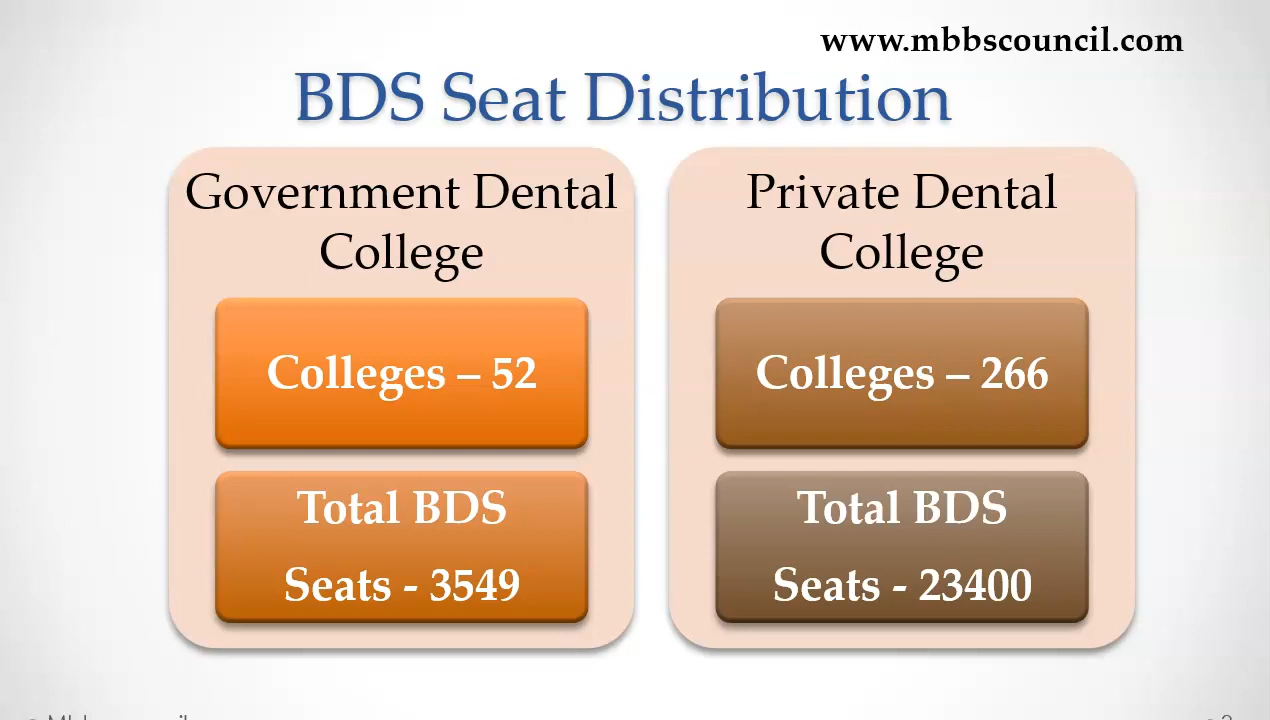 www.mbbscouncil.com
BDS Seat Distribution
Government Dental
College
Colleges – 52
Total BDS
Seats - 3549
Private Dental
College
Colleges – 266
Total BDS
Seats - 23400